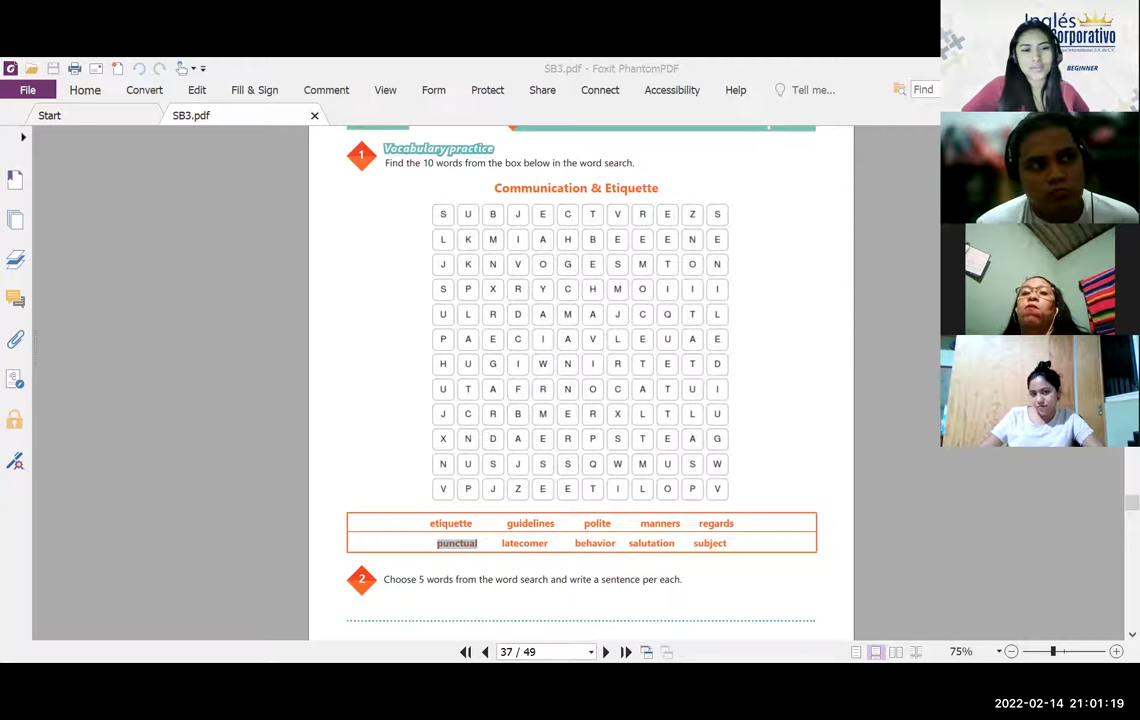 Inglés
Corporativo
BEGINNER
SB3.pdf - Foxit PhantomPDF
File Home Convert Edit Fill & Sign Comment View Form Protect Share Connect Accessibility Help Tell me... Find
Start SB3.pdf
1 Vocabulary practice
Find the 10 words from the box below in the word search.
Communication & Etiquette
S U B J E C T V R E Z S
L K M I A H B E E E N E
J K N V O G E S M T O N
S P X R Y C H M O I I I
U L R D A M A J C Q T L
P A E C I A V L E U A E
H U G I W N I R T E T D
U T A F R N O C A T U I
J C R B M E R X L T L U
X N D A E R P S T E A G
N U S J S S Q W M U S W
V P J Z E E T I L O P V
etiquette guidelines polite manners regards
punctual latecomer behavior salutation subject
2 Choose 5 words from the word search and write a sentence per each.
37 / 49
75%
2022-02-14 21:01:19